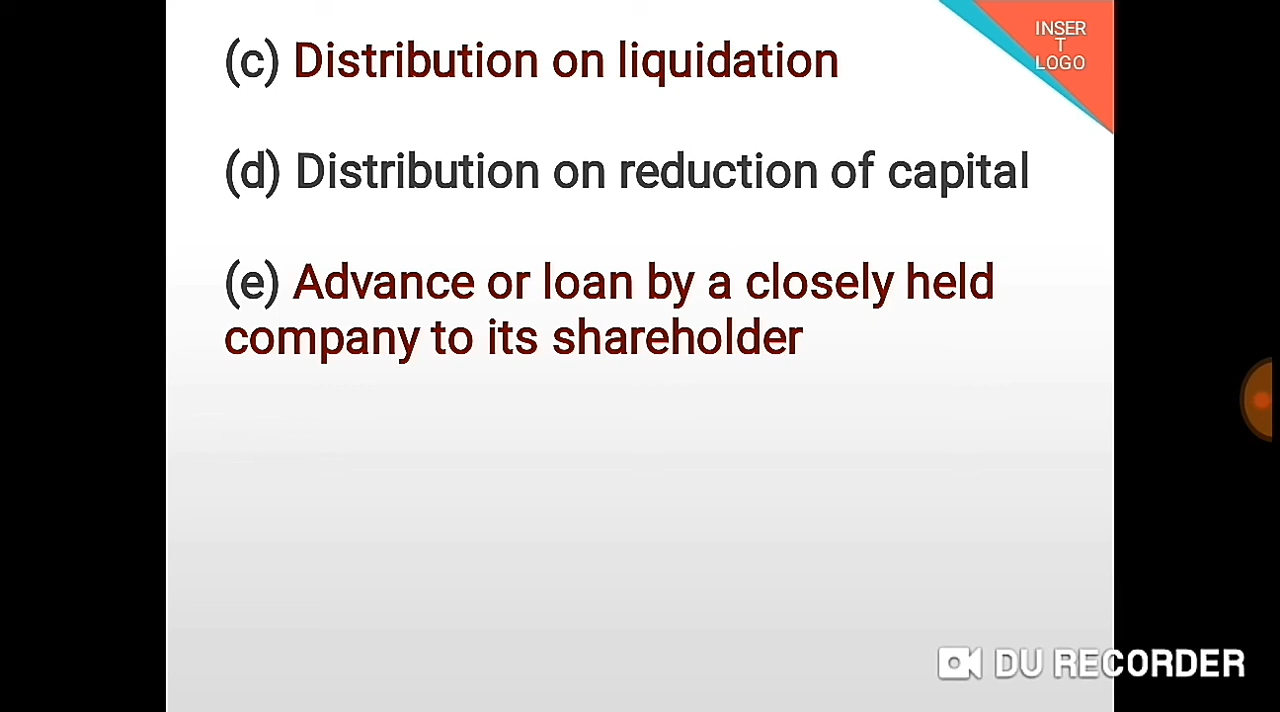 INSER
T
LOGO
(c) Distribution on liquidation
(d) Distribution on reduction of capital
(e) Advance or loan by a closely held
company to its shareholder
DU RECORDER